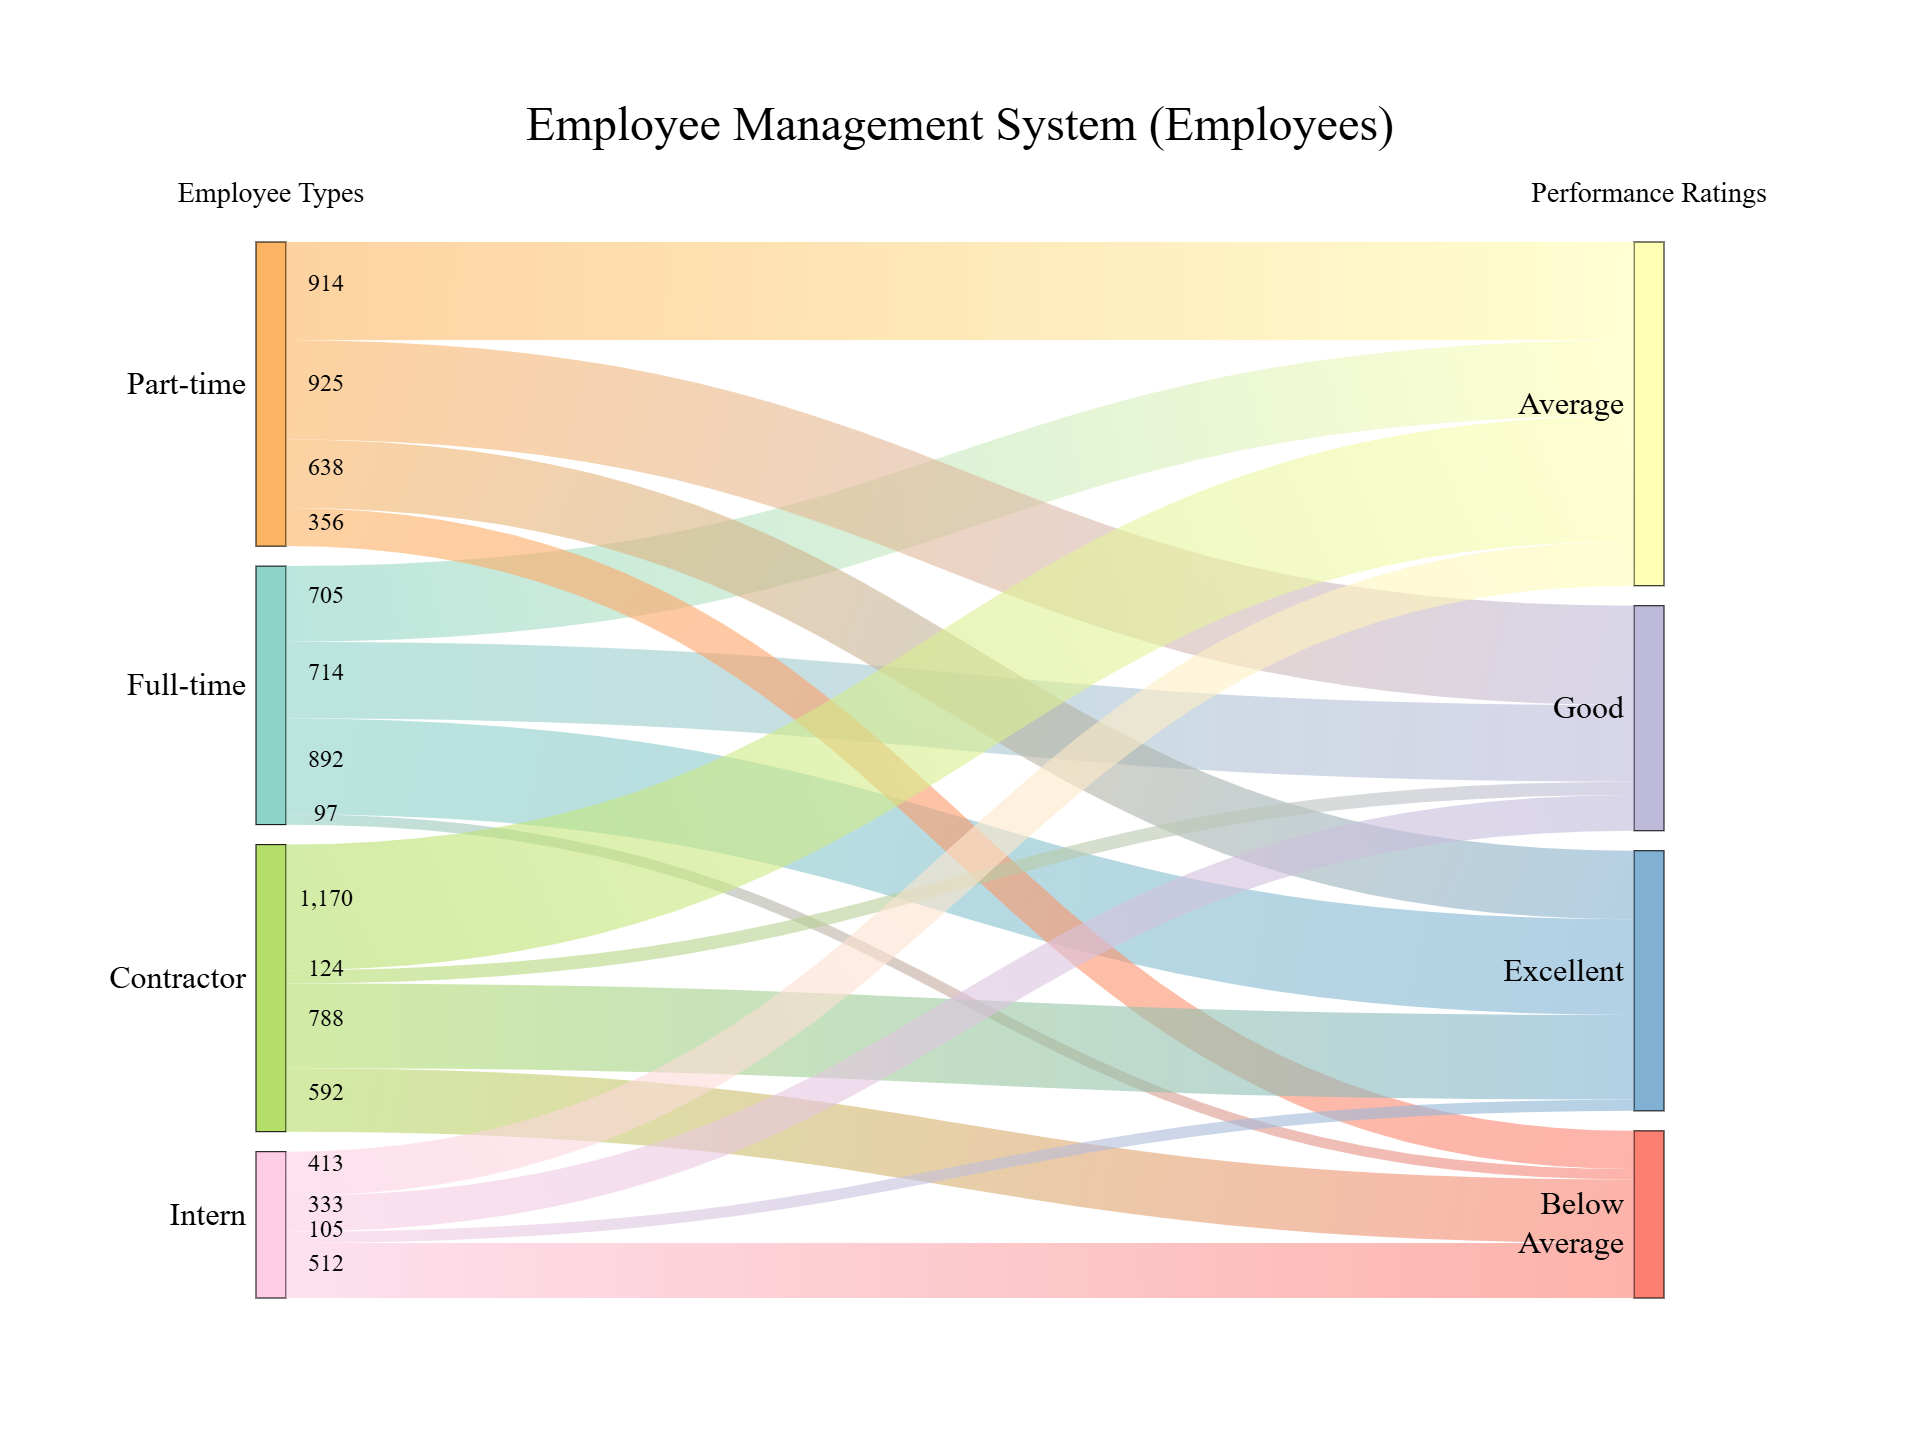 Employee Management System (Employees)
Employee Types
Performance Ratings
914
925
Part-time
Average
638
356
705
714
Full-time
Good
892
97
1,170
124
Contractor
Excellent
788
592
413
333
Intern
105
512
Below
Average